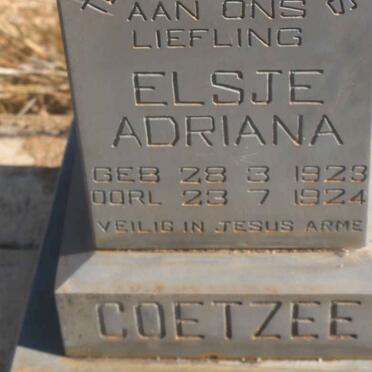 AAN ONS
LIEFLING
ELSJE
ADRIANA
GEB 28 3 1923
OORL 23 7 1924
VEILIG IN JESUS ARME
COETZEE